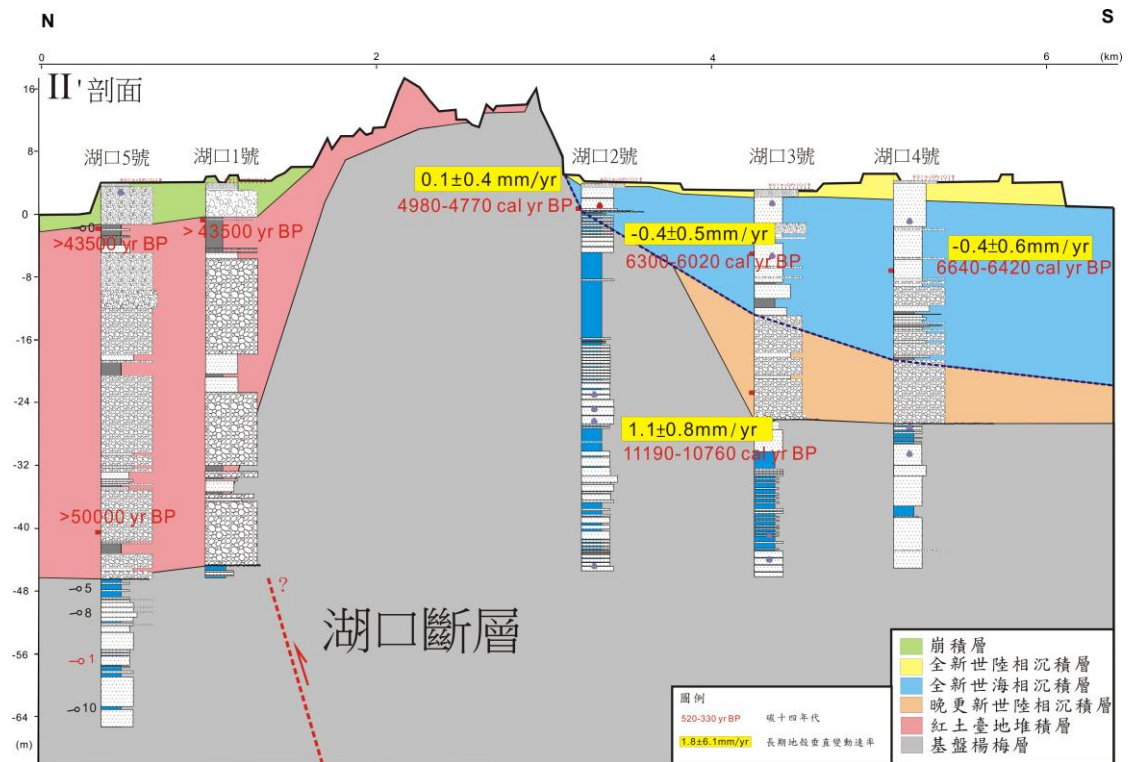 N
S
0
2
4
6
(km)
16
II'剖面
8
0
-8
-16
-24
-32
-40
-48
-56
-64
(m)
湖口5號
湖口1號
湖口2號
湖口3號
湖口4號
0.1±0.4 mm/yr
4980-4770 cal yr BP
0
>43500 yr BP
> 43500 yr BP
-0.4±0.5mm/yr
6300-6020 cal yr BP
-0.4±0.6mm/yr
6640-6420 cal yr BP
1.1±0.8mm/yr
11190-10760 cal yr BP
>50000 yr BP
5
8
1
10
?
湖口斷層
圖例
520-330 yr BP
碳十四年代
1.8±6.1mm/yr
長期地殼垂直變動速率
崩積層
全新世陸相沉積層
全新世海相沉積層
晚更新世陸相沉積層
紅土臺地堆積層
基盤楊梅層